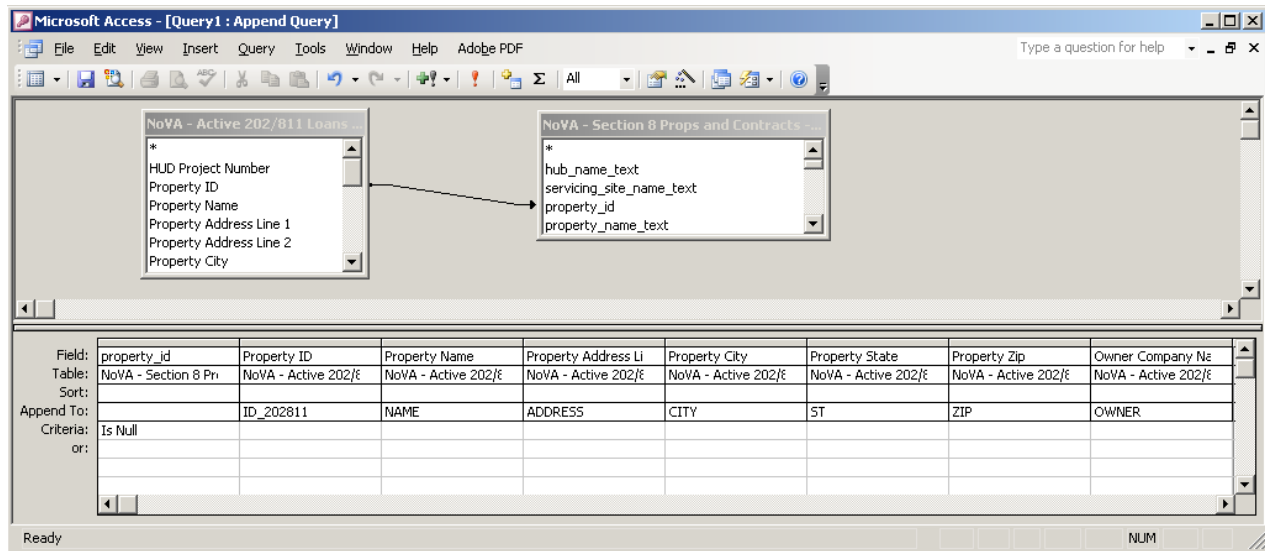 Microsoft Access - [Query1 : Append Query]
File Edit View Insert Query Tools Window Help Adobe PDF Type a question for help
All
NoVA - Active 202/811 Loans ...
*
HUD Project Number
Property ID
Property Name
Property Address Line 1
Property Address Line 2
Property City
NoVA - Section 8 Props and Contracts -...
*
hub_name_text
servicing_site_name_text
property_id
property_name_text
Field: property_id Property ID Property Name Property Address Li Property City Property State Property Zip Owner Company Na
Table: NoVA - Section 8 Pr NoVA - Active 202/8 NoVA - Active 202/8 NoVA - Active 202/8 NoVA - Active 202/8 NoVA - Active 202/8 NoVA - Active 202/8 NoVA - Active 202/8
Sort:
Append To: ID_202811 NAME ADDRESS CITY ST ZIP OWNER
Criteria: Is Null
or:
Ready NUM